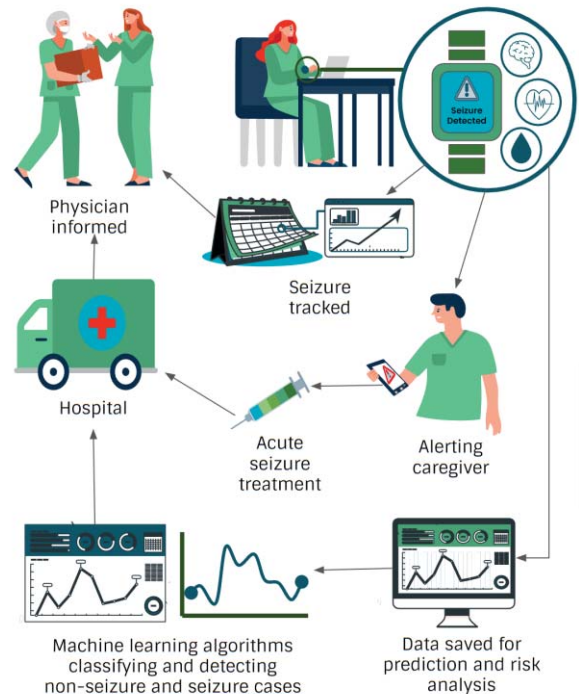 Seizure
Detected
Physician
informed
Seizure
tracked
Hospital
Acute
seizure
treatment
Alerting
caregiver
Machine learning algorithms
classifying and detecting
non-seizure and seizure cases
Data saved for
prediction and risk
analysis